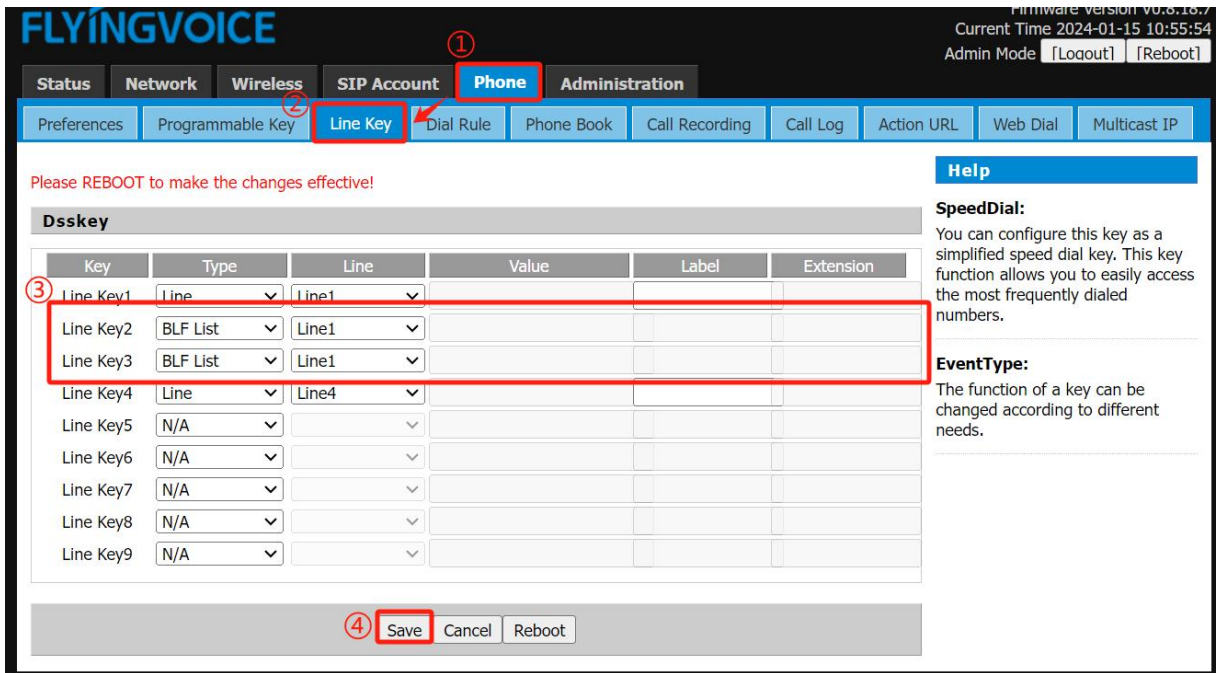 FLYINGVOICE
Firmware Version V0.8.18.7
Current Time 2024-01-15 10:55:54
Admin Mode [Logout] [Reboot]
①
Status Network Wireless SIP Account Phone Administration
②
Preferences Programmable Key Line Key Dial Rule Phone Book Call Recording Call Log Action URL Web Dial Multicast IP
Please REBOOT to make the changes effective!
Dsskey
Key Type Line Value Label Extension
③
Line Key1 Line Line1
Line Key2 BLF List Line1
Line Key3 BLF List Line1
Line Key4 Line Line4
Line Key5 N/A
Line Key6 N/A
Line Key7 N/A
Line Key8 N/A
Line Key9 N/A
④ Save Cancel Reboot
Help
SpeedDial:
You can configure this key as a
simplified speed dial key. This key
function allows you to easily access
the most frequently dialed
numbers.
EventType:
The function of a key can be
changed according to different
needs.